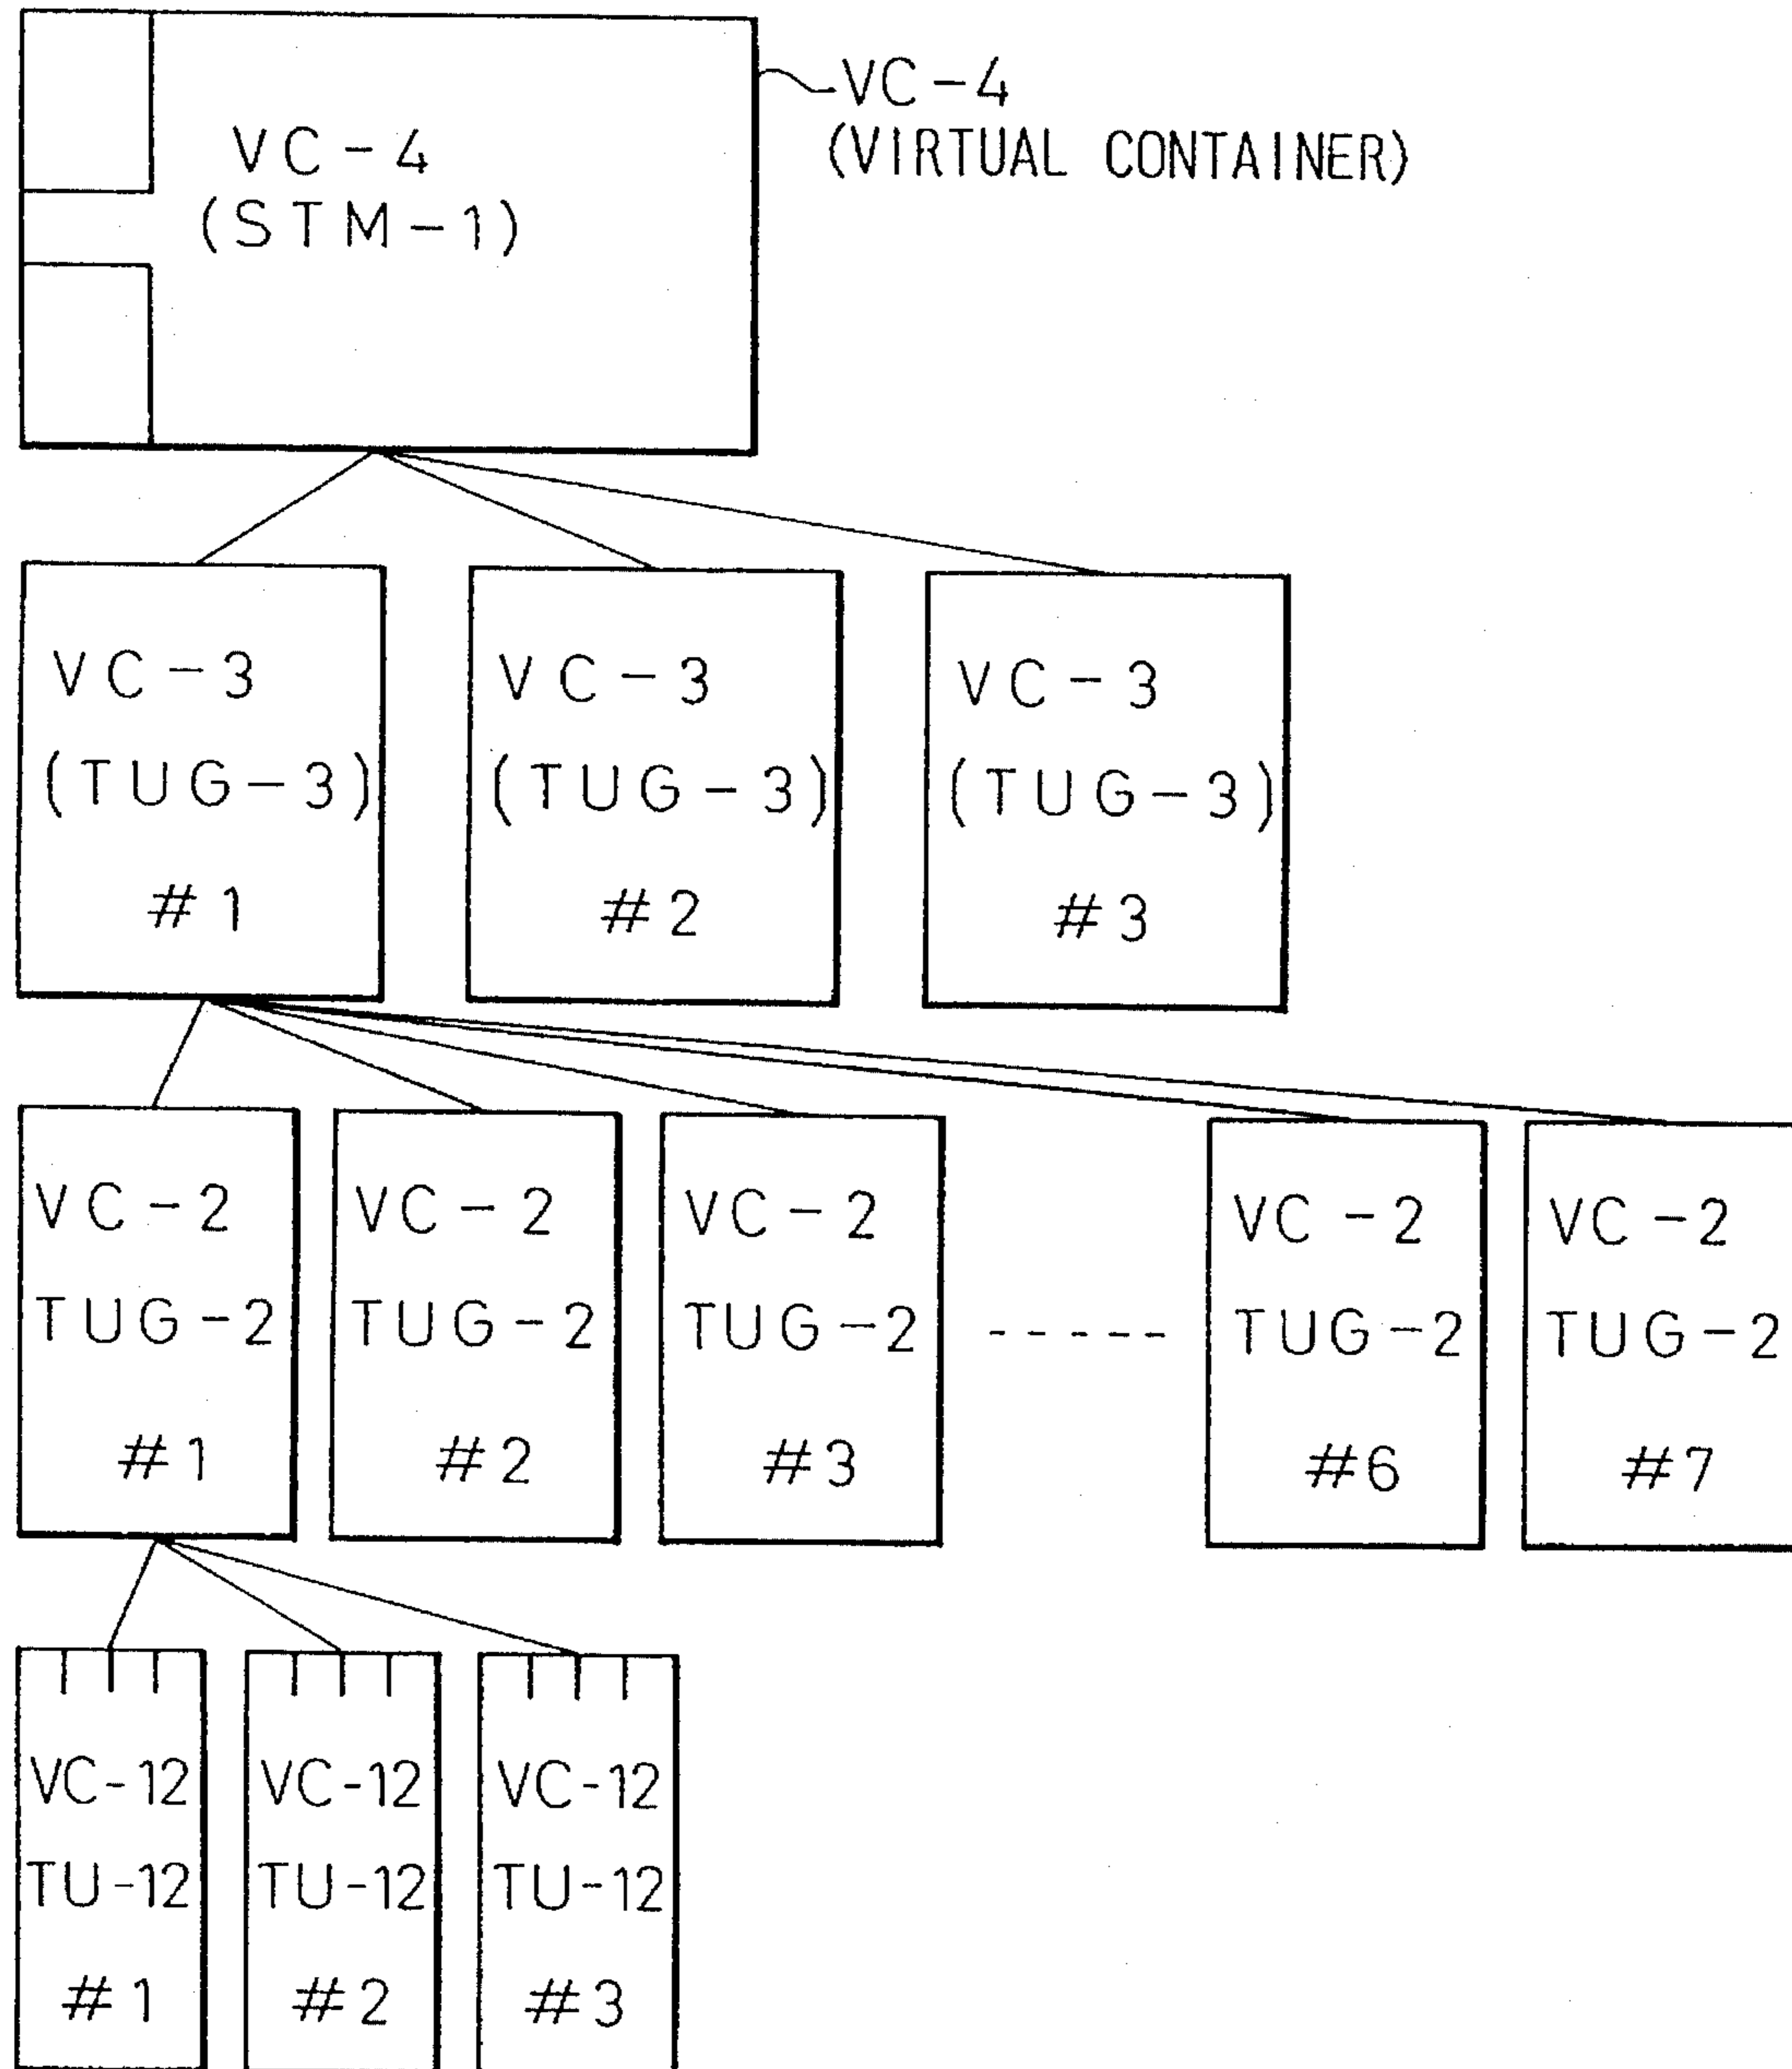 VC-4
(STM-1)
VC-4
(VIRTUAL CONTAINER)
VC-3
(TUG-3)
#1
VC-3
(TUG-3)
#2
VC-3
(TUG-3)
#3
VC-2
TUG-2
#1
VC-2
TUG-2
#2
VC-2
TUG-2
#3
-----
VC-2
TUG-2
#6
VC-2
TUG-2
#7
VC-12
TU-12
#1
VC-12
TU-12
#2
VC-12
TU-12
#3